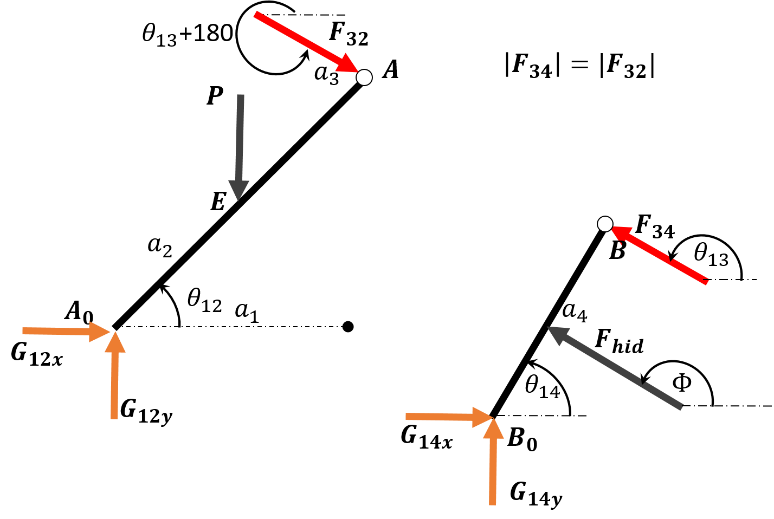 θ₁₃+180
F₃₂
a₃
A
|F₃₄| = |F₃₂|
P
E
a₂
B
F₃₄
θ₁₃
A₀
θ₁₂
a₁
a₄
G₁₂ₓ
F_hid
Φ
θ₁₄
G₁₂y
G₁₄ₓ
B₀
G₁₄y